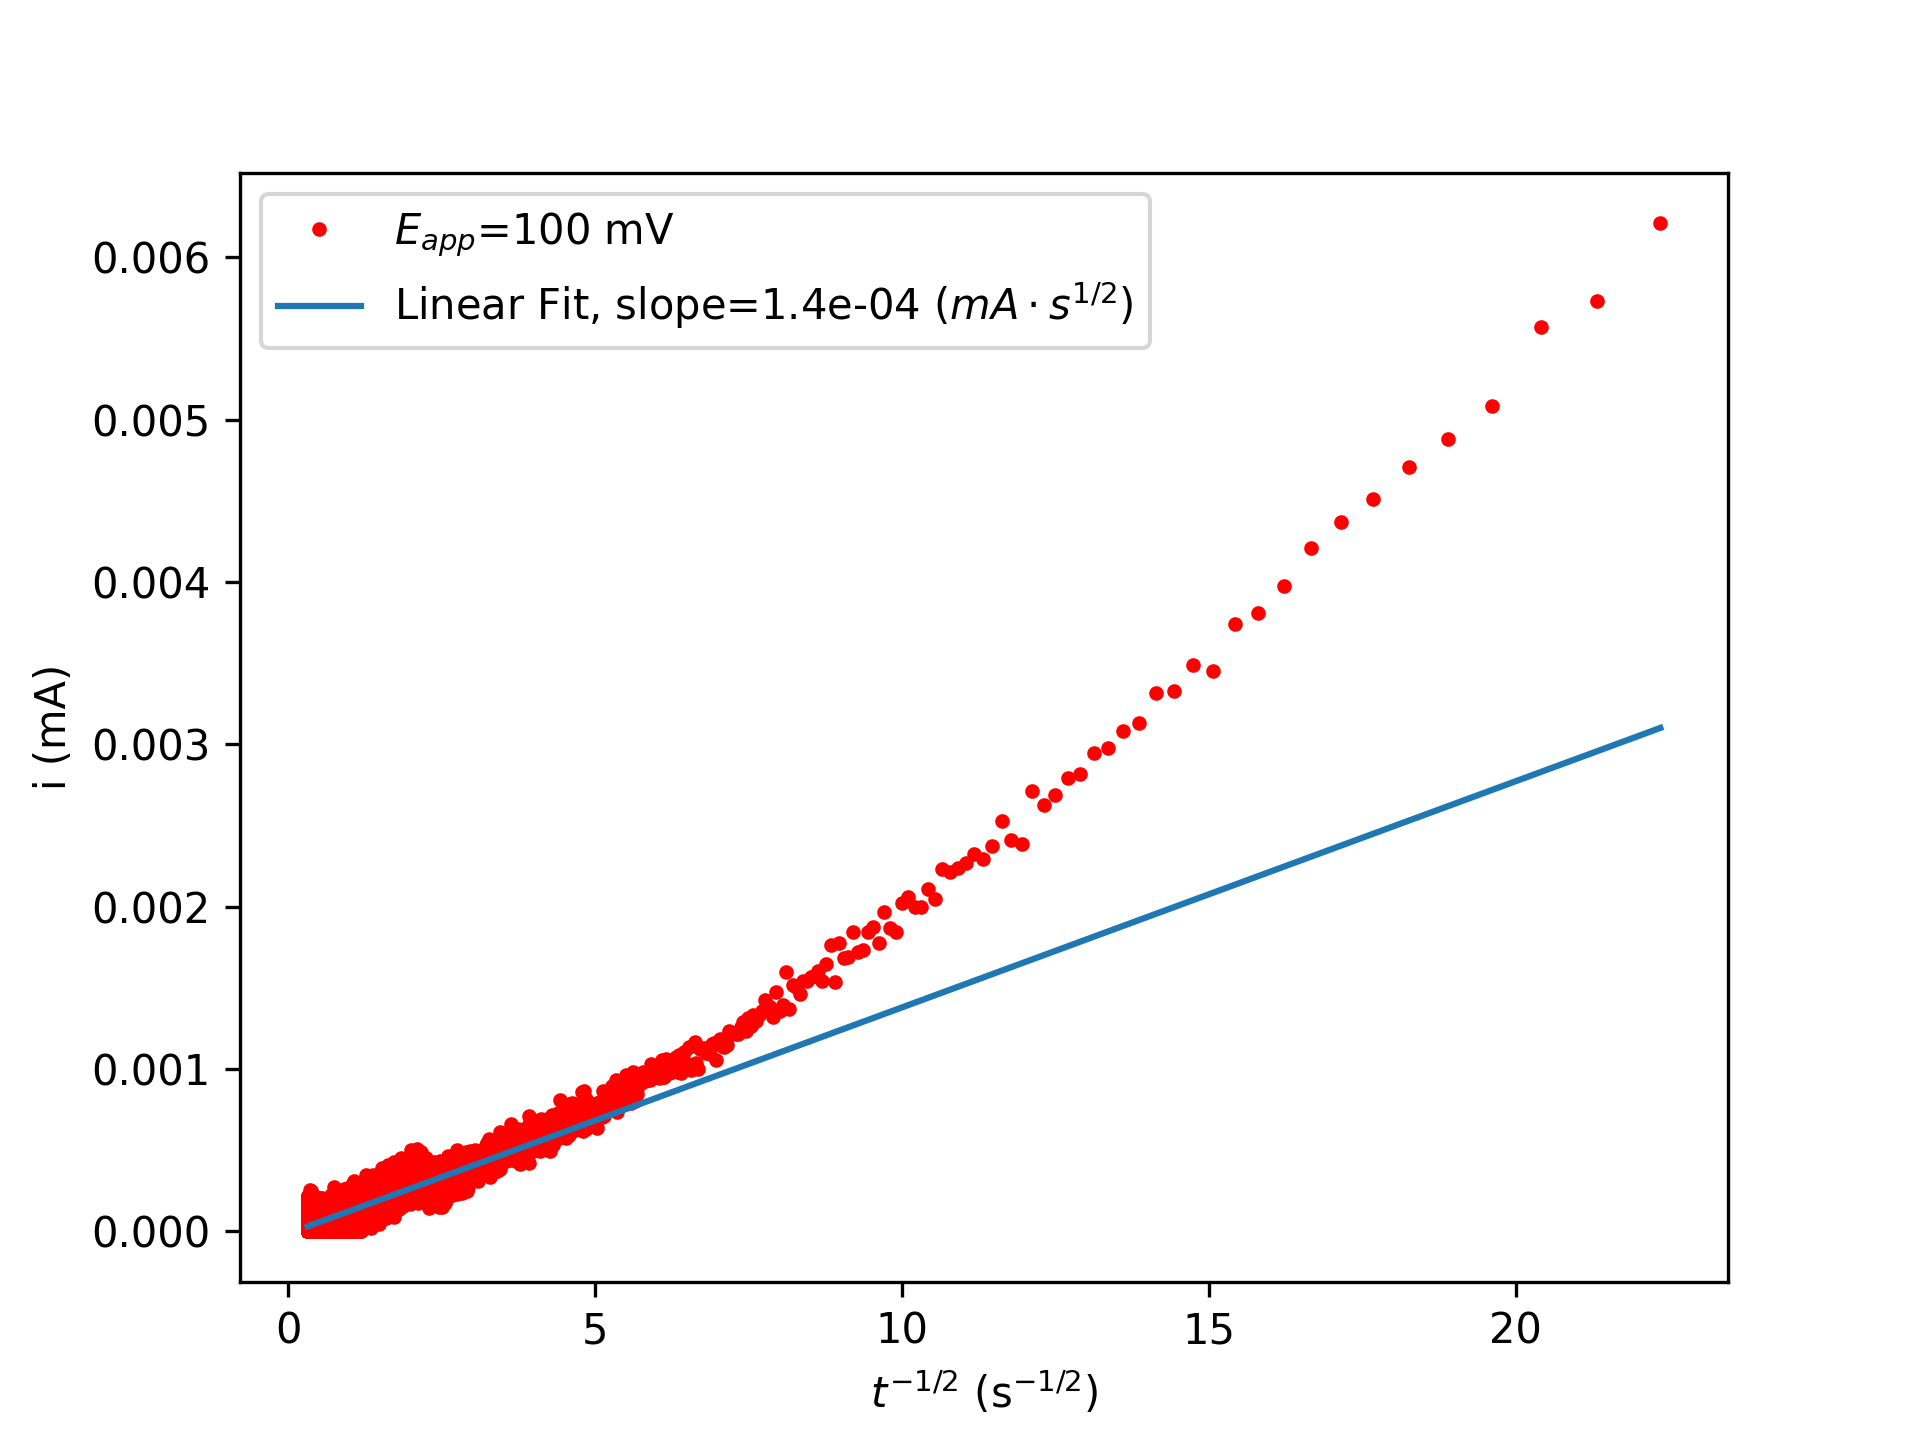 E_app=100 mV
Linear Fit, slope=1.4e-04 (mA · s^1/2)
0.006
0.005
0.004
0.003
0.002
0.001
0.000
i (mA)
0 5 10 15 20
t^−1/2 (s^−1/2)